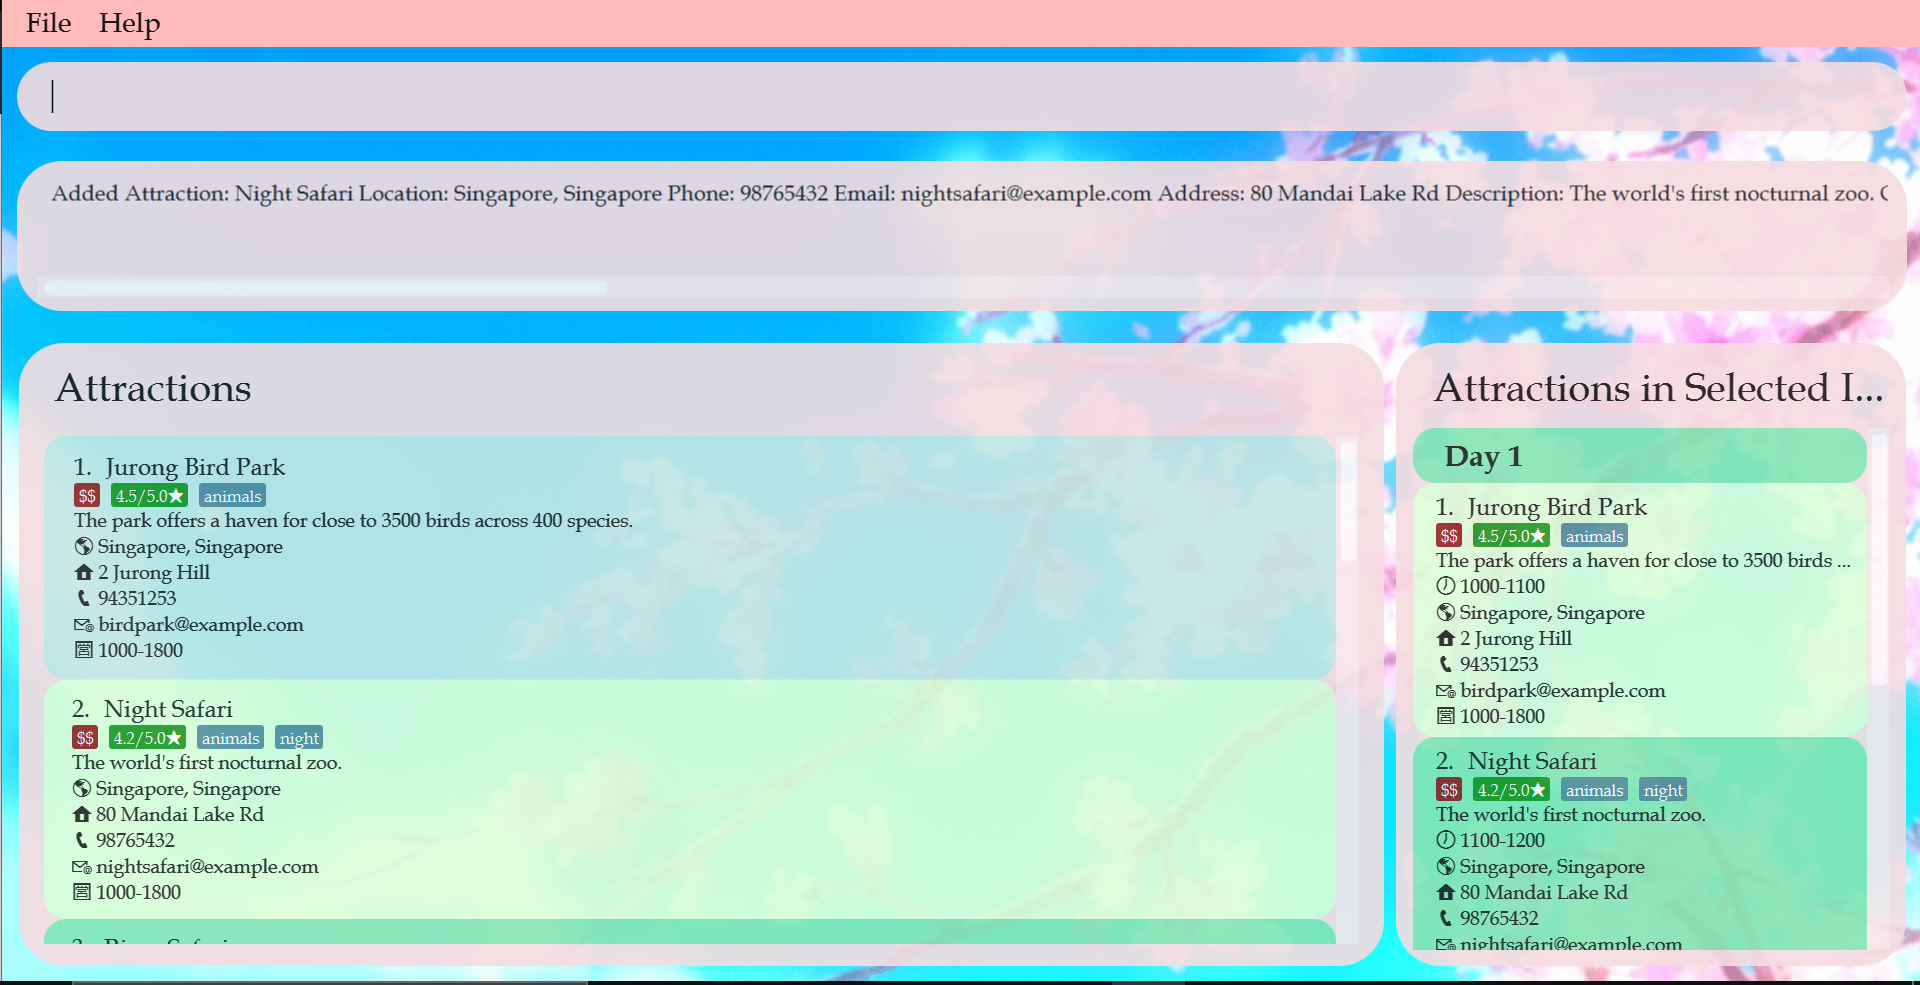 File Help
Added Attraction: Night Safari Location: Singapore, Singapore Phone: 98765432 Email: nightsafari@example.com Address: 80 Mandai Lake Rd Description: The world's first nocturnal zoo.
Attractions
1. Jurong Bird Park
$$ 4.5/5.0★ animals
The park offers a haven for close to 3500 birds across 400 species.
Singapore, Singapore
2 Jurong Hill
94351253
birdpark@example.com
1000-1800
2. Night Safari
$$ 4.2/5.0★ animals night
The world's first nocturnal zoo.
Singapore, Singapore
80 Mandai Lake Rd
98765432
nightsafari@example.com
1000-1800
Attractions in Selected I...
Day 1
1. Jurong Bird Park
$$ 4.5/5.0★ animals
The park offers a haven for close to 3500 birds ...
1000-1100
Singapore, Singapore
2 Jurong Hill
94351253
birdpark@example.com
1000-1800
2. Night Safari
$$ 4.2/5.0★ animals night
The world's first nocturnal zoo.
1100-1200
Singapore, Singapore
80 Mandai Lake Rd
98765432
nightsafari@example.com